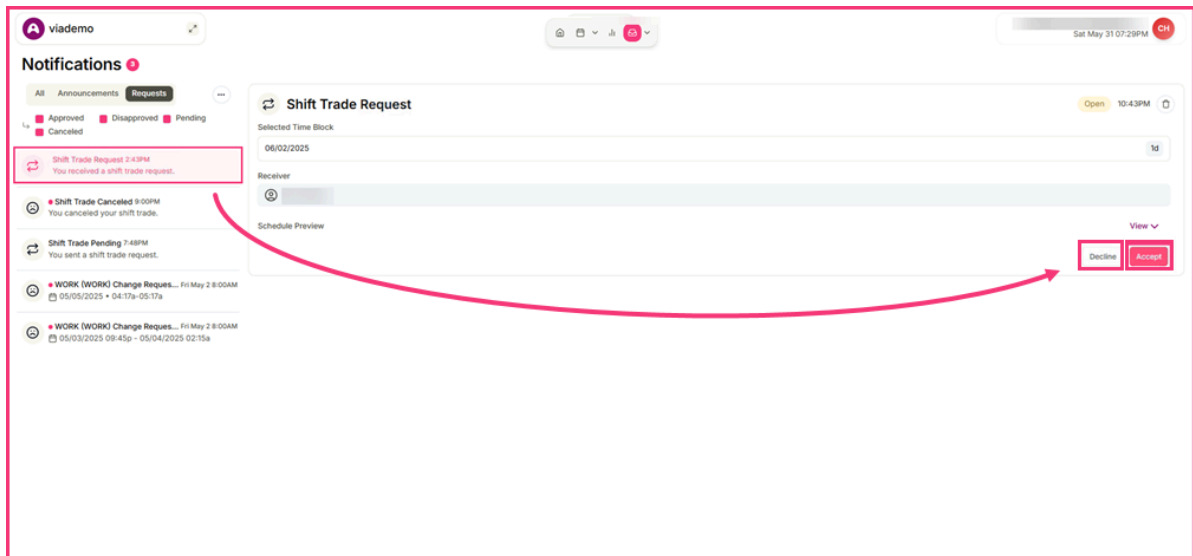 viademo
Sat May 31 07:29PM
CH
Notifications 3
All Announcements Requests
Approved Disapproved Pending
Canceled
Shift Trade Request 2:43PM
You received a shift trade request.
Shift Trade Canceled 9:00PM
You canceled your shift trade.
Shift Trade Pending 7:48PM
You sent a shift trade request.
WORK (WORK) Change Reques... Fri May 2 8:00AM
05/05/2025 • 04:17a-05:17a
WORK (WORK) Change Reques... Fri May 2 8:00AM
05/03/2025 09:45p - 05/04/2025 02:15a
Shift Trade Request
Open 10:43PM
Selected Time Block
06/02/2025 1d
Receiver
Schedule Preview View
Decline Accept